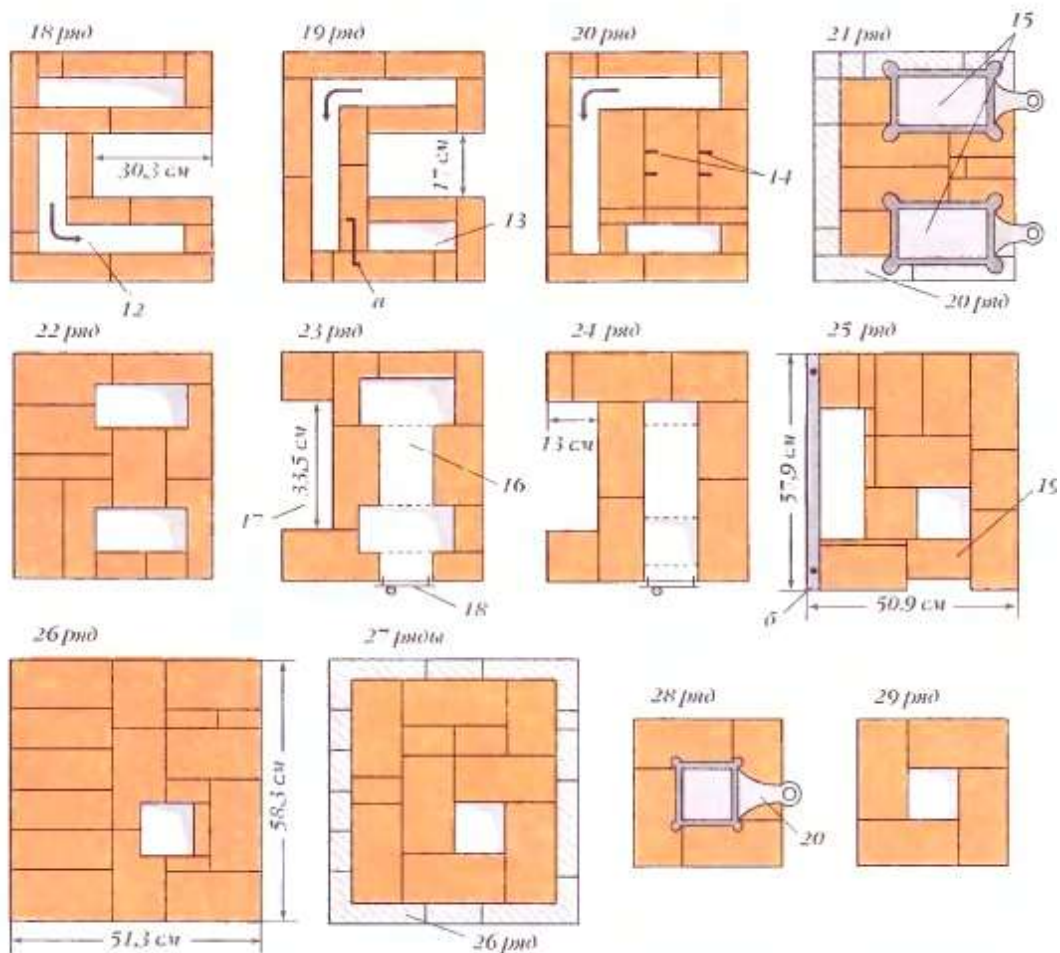 18 ряд
19 ряд
20 ряд
21 ряд
15
30,3 см
17 см
14
13
12
а
20 ряд
22 ряд
23 ряд
24 ряд
25 ряд
33,5 см
13 см
57,9 см
16
17
19
18
б
50.9 см
26 ряд
27 ряды
28 ряд
29 ряд
58,3 см
20
51,3 см
26 ряд